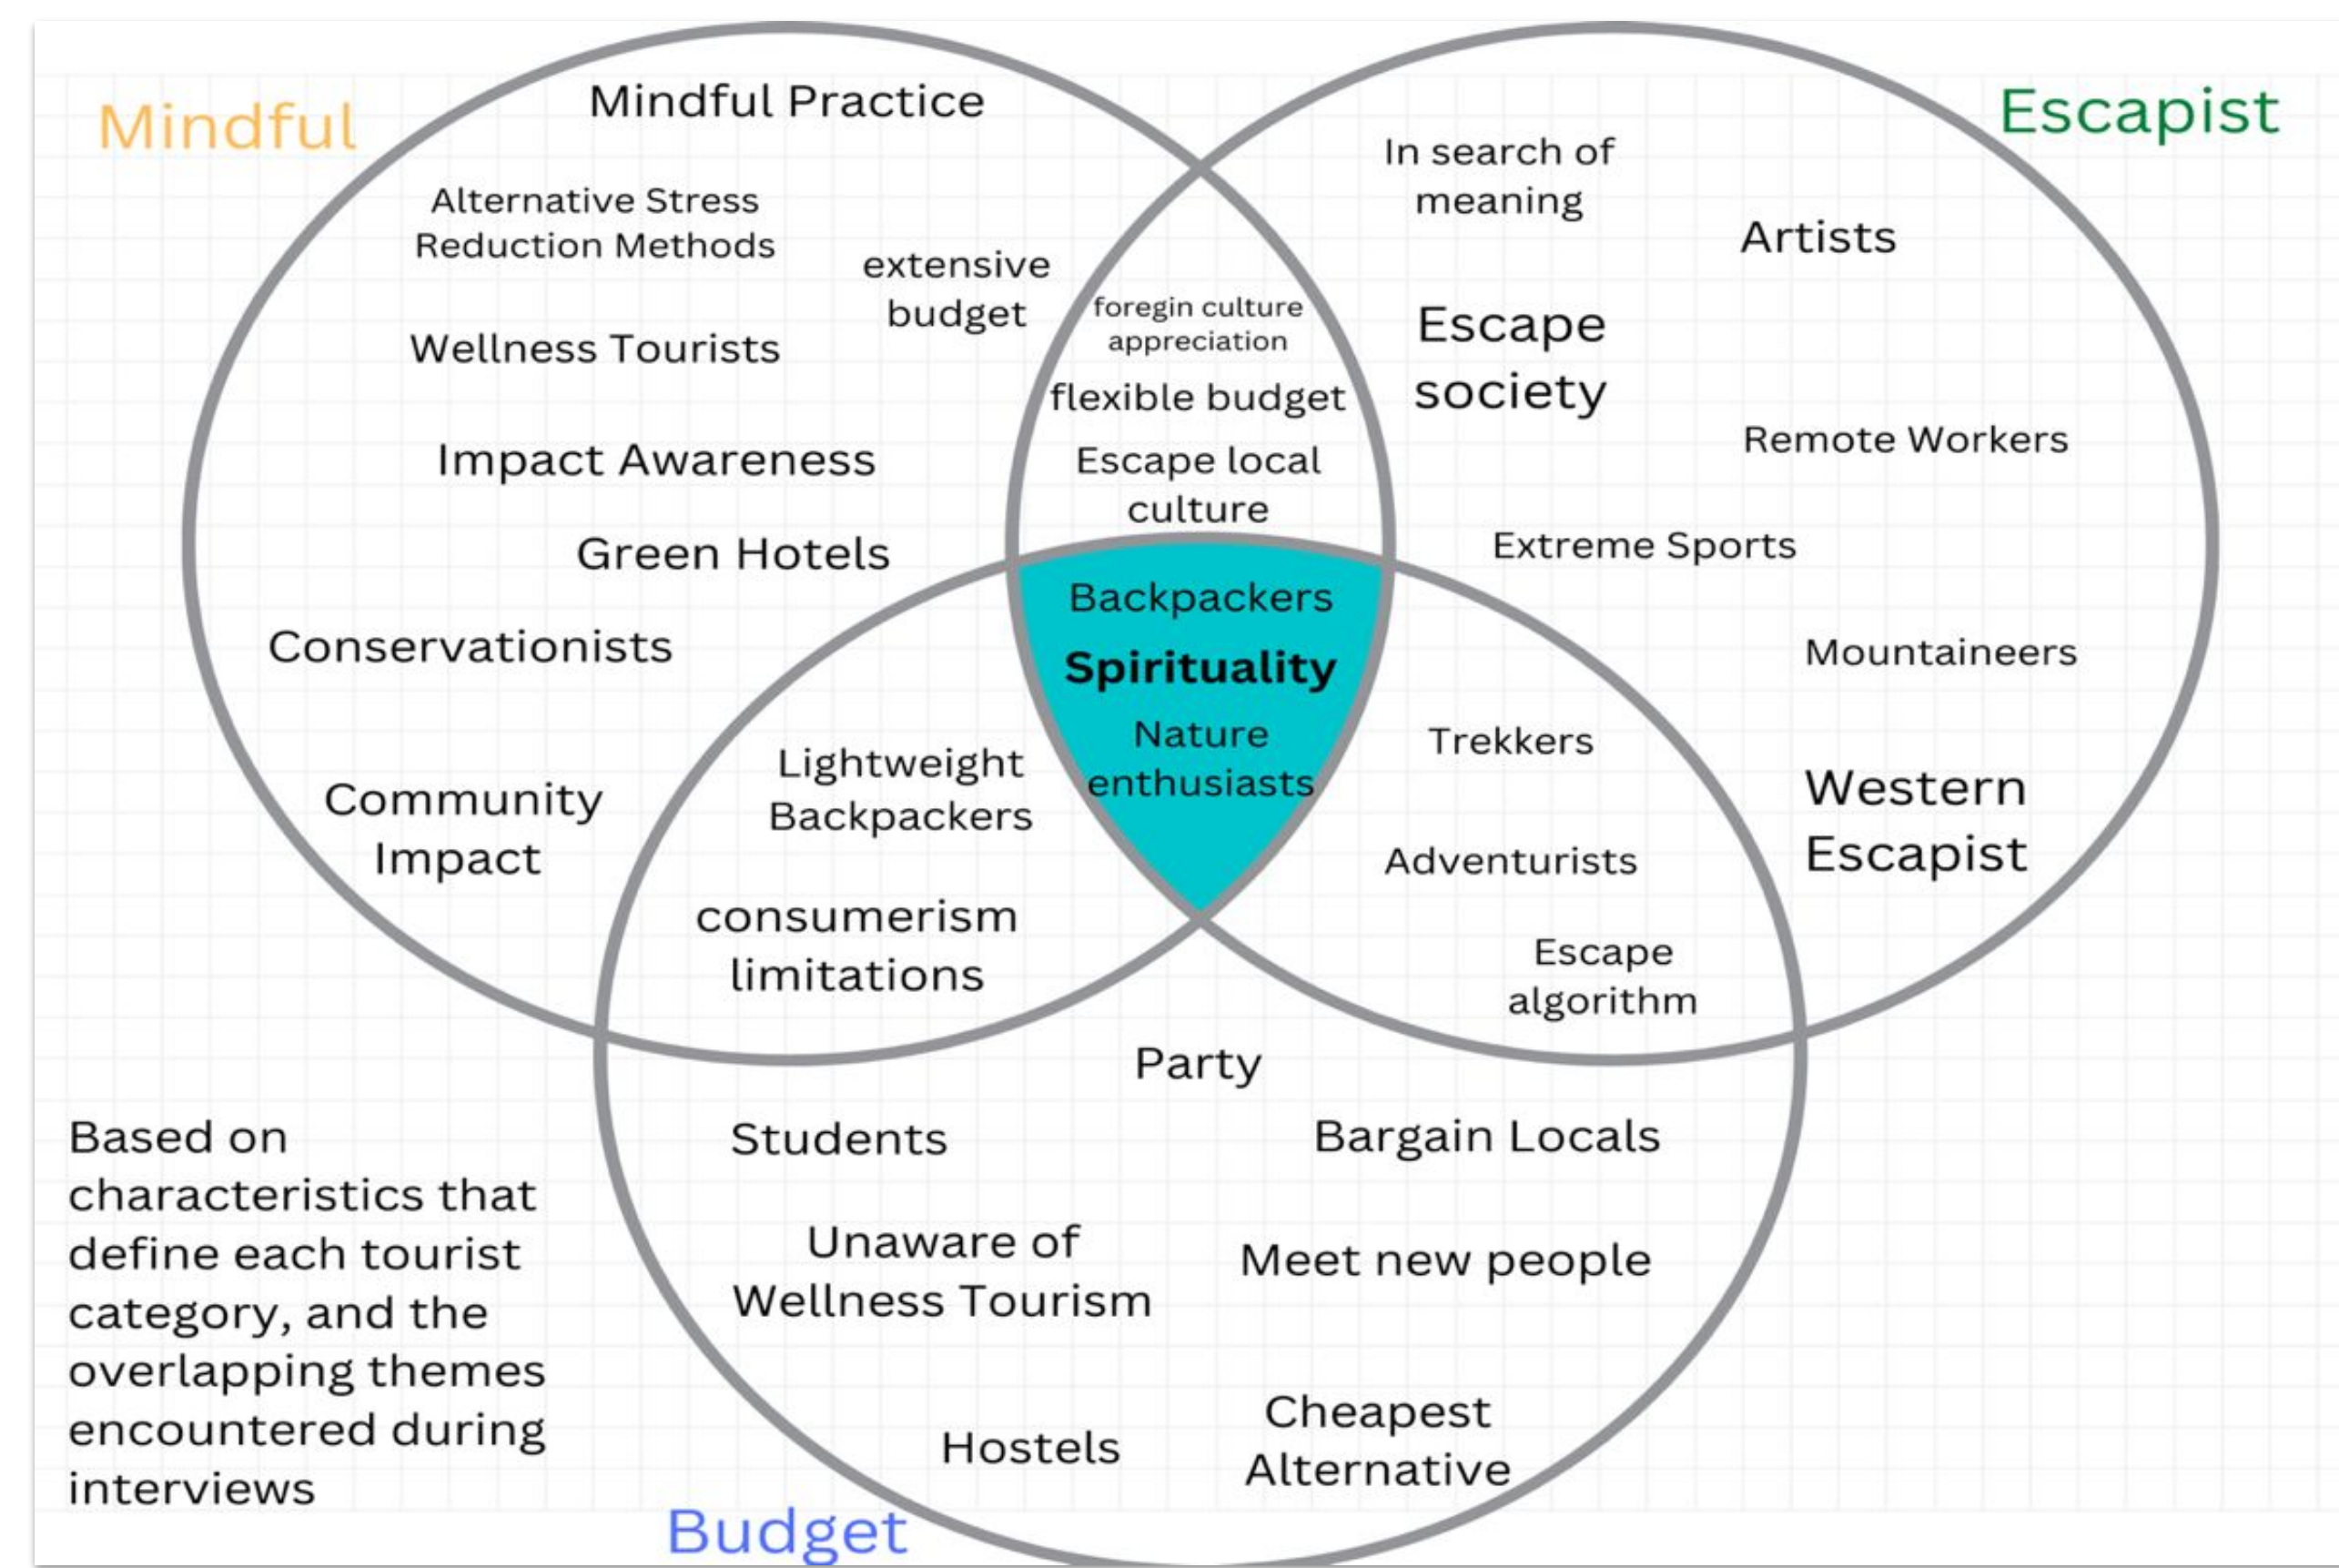 Mindful
Mindful Practice
Alternative Stress
Reduction Methods
extensive
budget
Wellness Tourists
Impact Awareness
Green Hotels
Conservationists
Community
Impact
Escapist
In search of
meaning
Artists
Escape
society
Remote Workers
Extreme Sports
Mountaineers
Western
Escapist
foregin culture
appreciation
flexible budget
Escape local
culture
Backpackers
Spirituality
Nature
enthusiasts
Lightweight
Backpackers
consumerism
limitations
Trekkers
Adventurists
Escape
algorithm
Party
Students
Bargain Locals
Unaware of
Wellness Tourism
Meet new people
Hostels
Cheapest
Alternative
Budget
Based on
characteristics that
define each tourist
category, and the
overlapping themes
encountered during
interviews